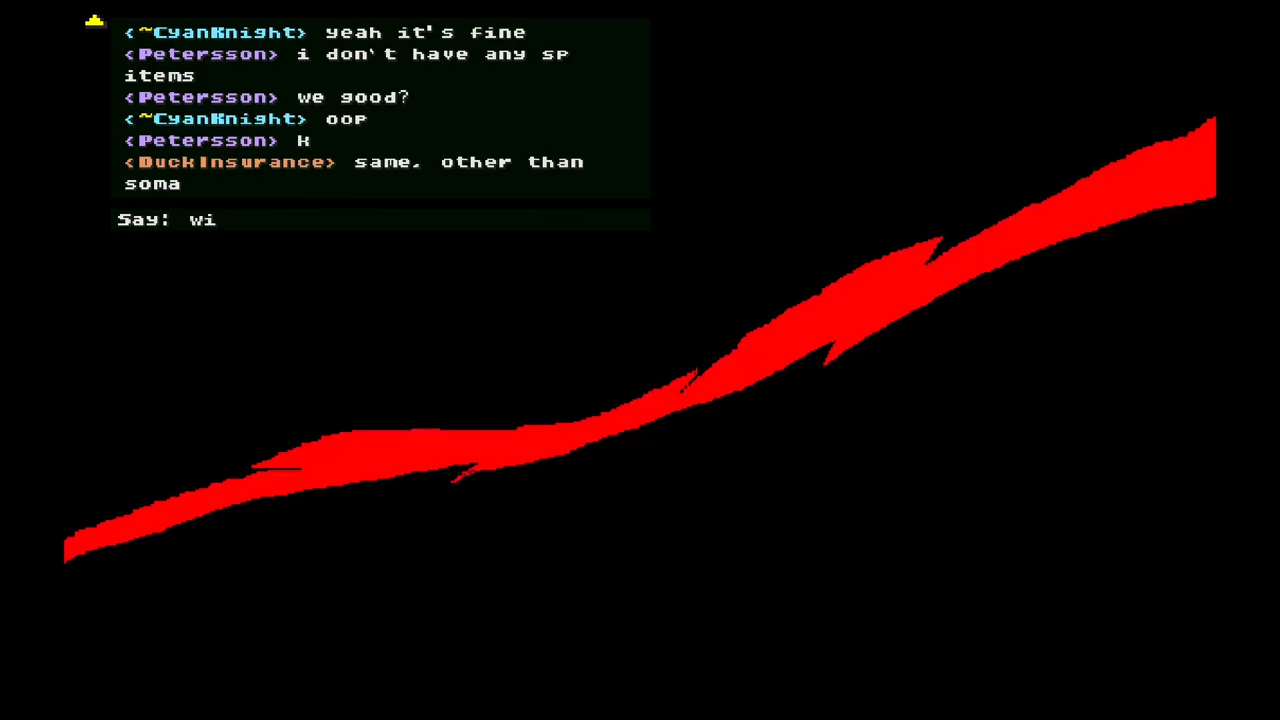 <~CyanKnight> yeah it's fine
<Petersson> i don't have any sp
items
<Petersson> we good?
<~CyanKnight> oop
<Petersson> k
<DuckInsurance> same, other than
soma
Say: wi